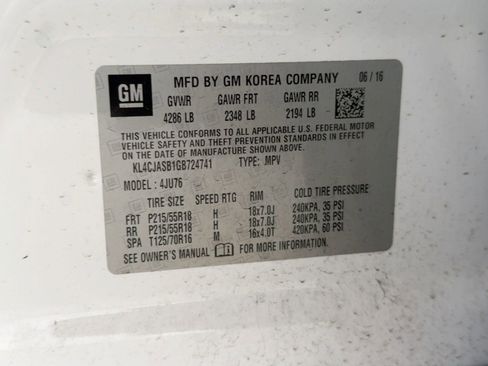 GM
MFD BY GM KOREA COMPANY 06/16
GVWR GAWR FRT GAWR RR
4286 LB 2348 LB 2194 LB
THIS VEHICLE CONFORMS TO ALL APPLICABLE U.S. FEDERAL MOTOR
VEHICLE SAFETY, BUMPER, AND THEFT PREVENTION STANDARDS IN
EFFECT ON THE DATE OF MANUFACTURE SHOWN ABOVE.
KL4CJASB1GB724741 TYPE: MPV
MODEL: 4JU76
TIRE SIZE SPEED RTG RIM COLD TIRE PRESSURE
FRT P215/55R18 H 18x7.0J 240KPA, 35 PSI
RR P215/55R18 H 18x7.0J 240KPA, 35 PSI
SPA T125/70R16 M 16x4.0T 420KPA, 60 PSI
SEE OWNER'S MANUAL FOR MORE INFORMATION.